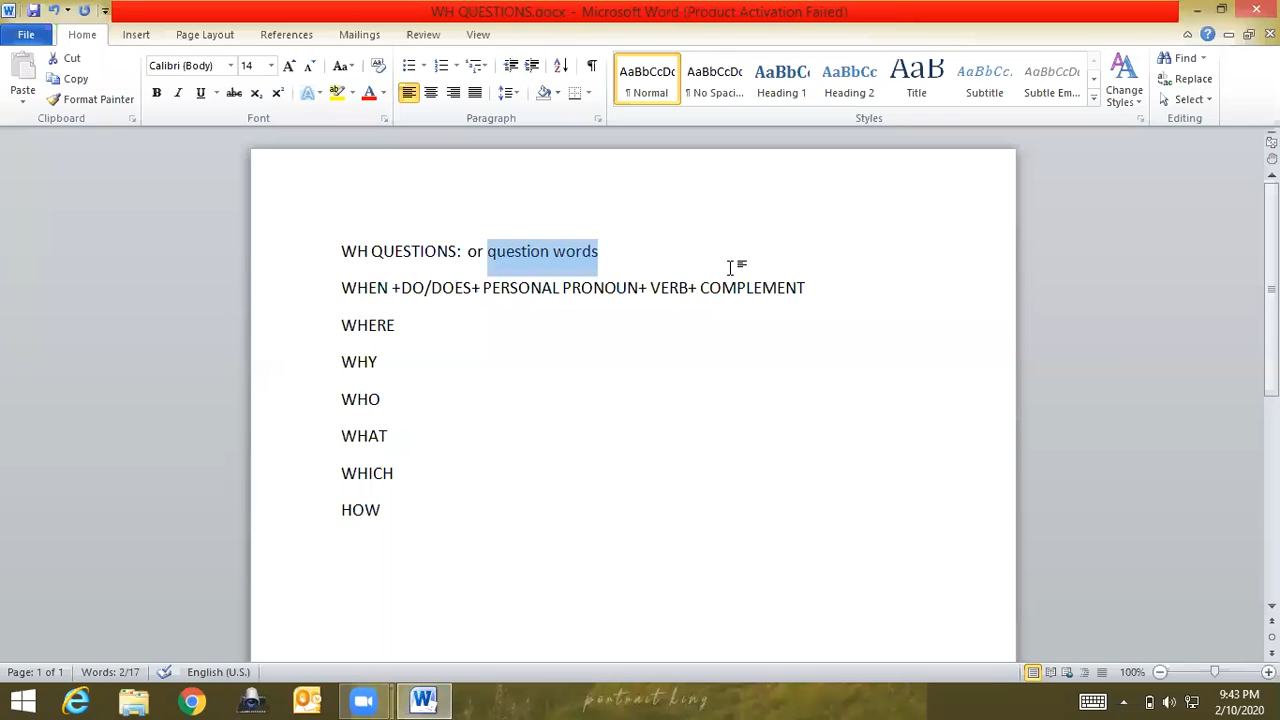 WH QUESTIONS.docx - Microsoft Word (Product Activation Failed)
File Home Insert Page Layout References Mailings Review View
Paste
Cut
Copy
Format Painter
Clipboard
Calibri (Body) 14
Font
Paragraph
AaBbCcDc AaBbCcDc AaBbCc AaBbCc AaB AaBbCc. AaBbCcDc
¶ Normal ¶ No Spaci... Heading 1 Heading 2 Title Subtitle Subtle Em...
Change
Styles
Styles
Find
Replace
Select
Editing
WH QUESTIONS: or question words
WHEN +DO/DOES+ PERSONAL PRONOUN+ VERB+ COMPLEMENT
WHERE
WHY
WHO
WHAT
WHICH
HOW
Page: 1 of 1 Words: 2/17 English (U.S.) 100%
portrait king
9:43 PM
2/10/2020